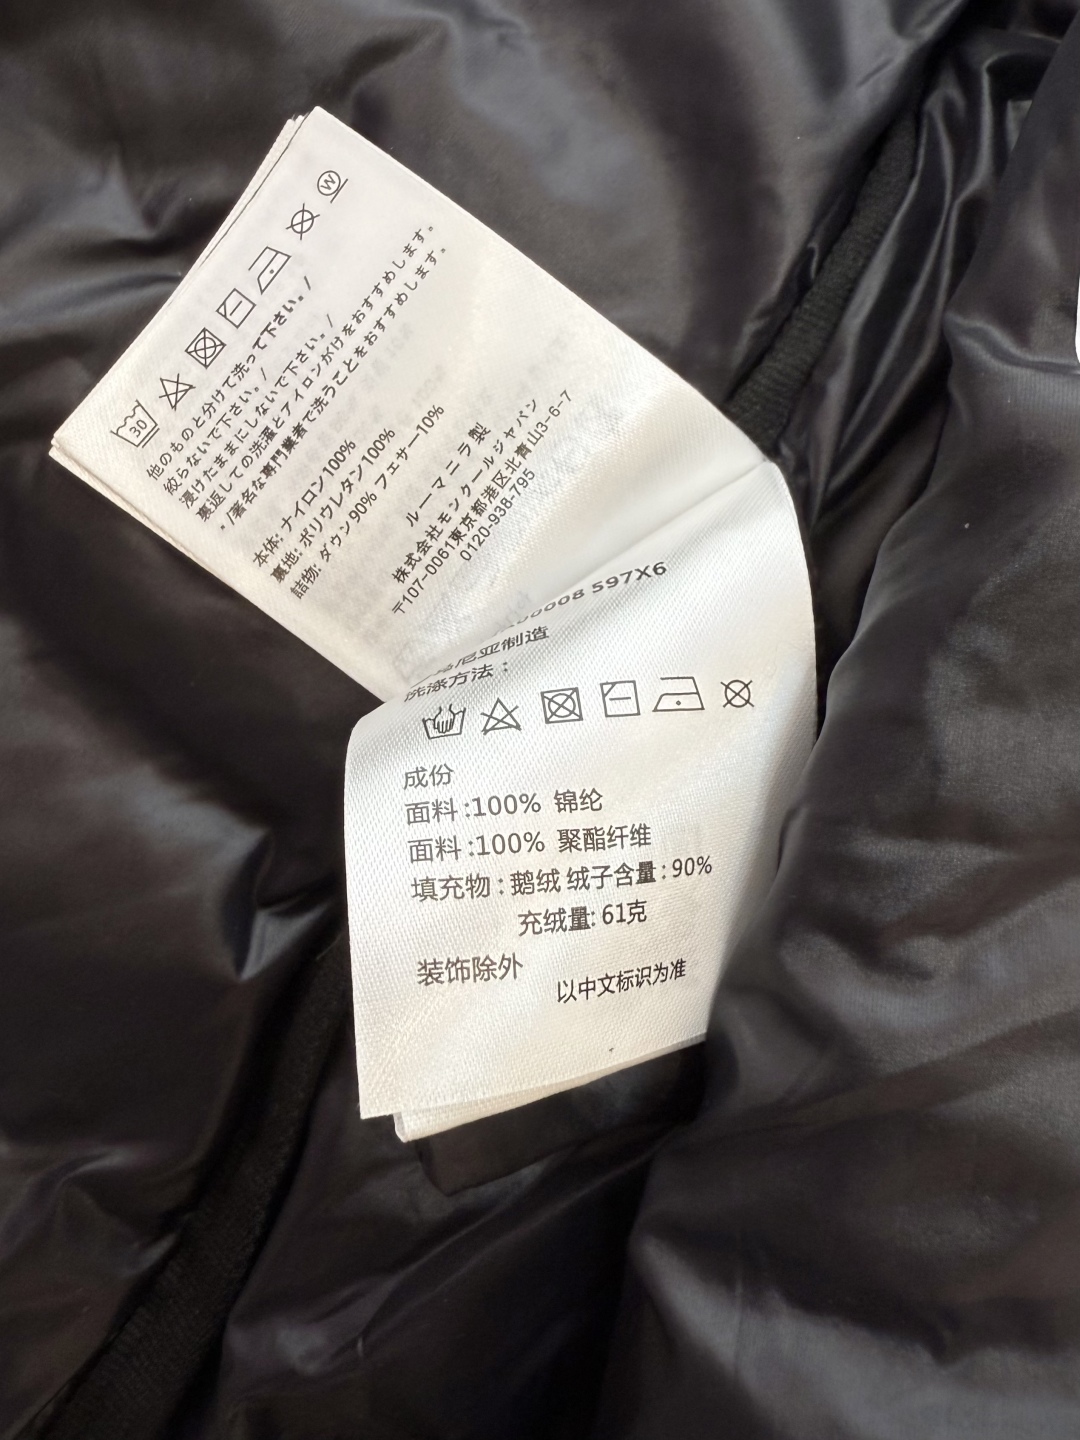 30
W
他のものと分けて洗って下さい。/
絞らないで下さい。/
浸けたままにしないで下さい。/
裏返しての洗濯とアイロンがけをおすすめします。
・/著名な専門業者で洗うことをおすすめします。
本体: ナイロン100%
裏地: ポリウレタン100%
詰物: ダウン 90% フェザー10%
ルーマニラ製
株式会社モンケールジャパン
〒107-0061東京都港区北青山3-6-7
0120-938-795
00008 597X6
尼亚制造
洗涤方法：
成份
面料:100% 锦纶
面料:100% 聚酯纤维
填充物:鹅绒 绒子含量:90%
充绒量:61克
装饰除外
以中文标识为准